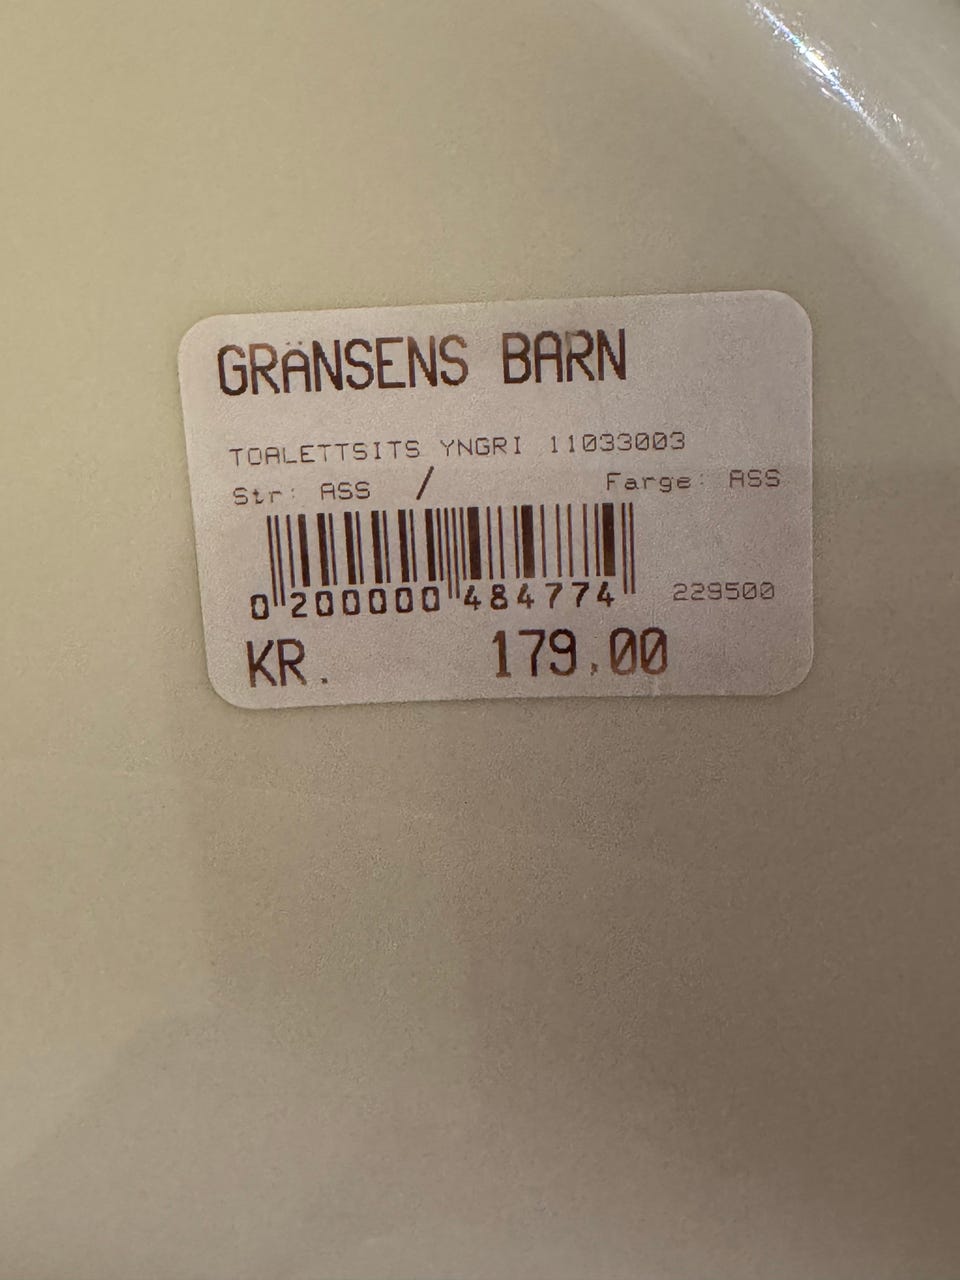 GRÄNSENS BARN
TOALETTSITS YNGRI 11033003
Str: ASS / Farge: ASS
0 200000 484774 229500
KR. 179,00